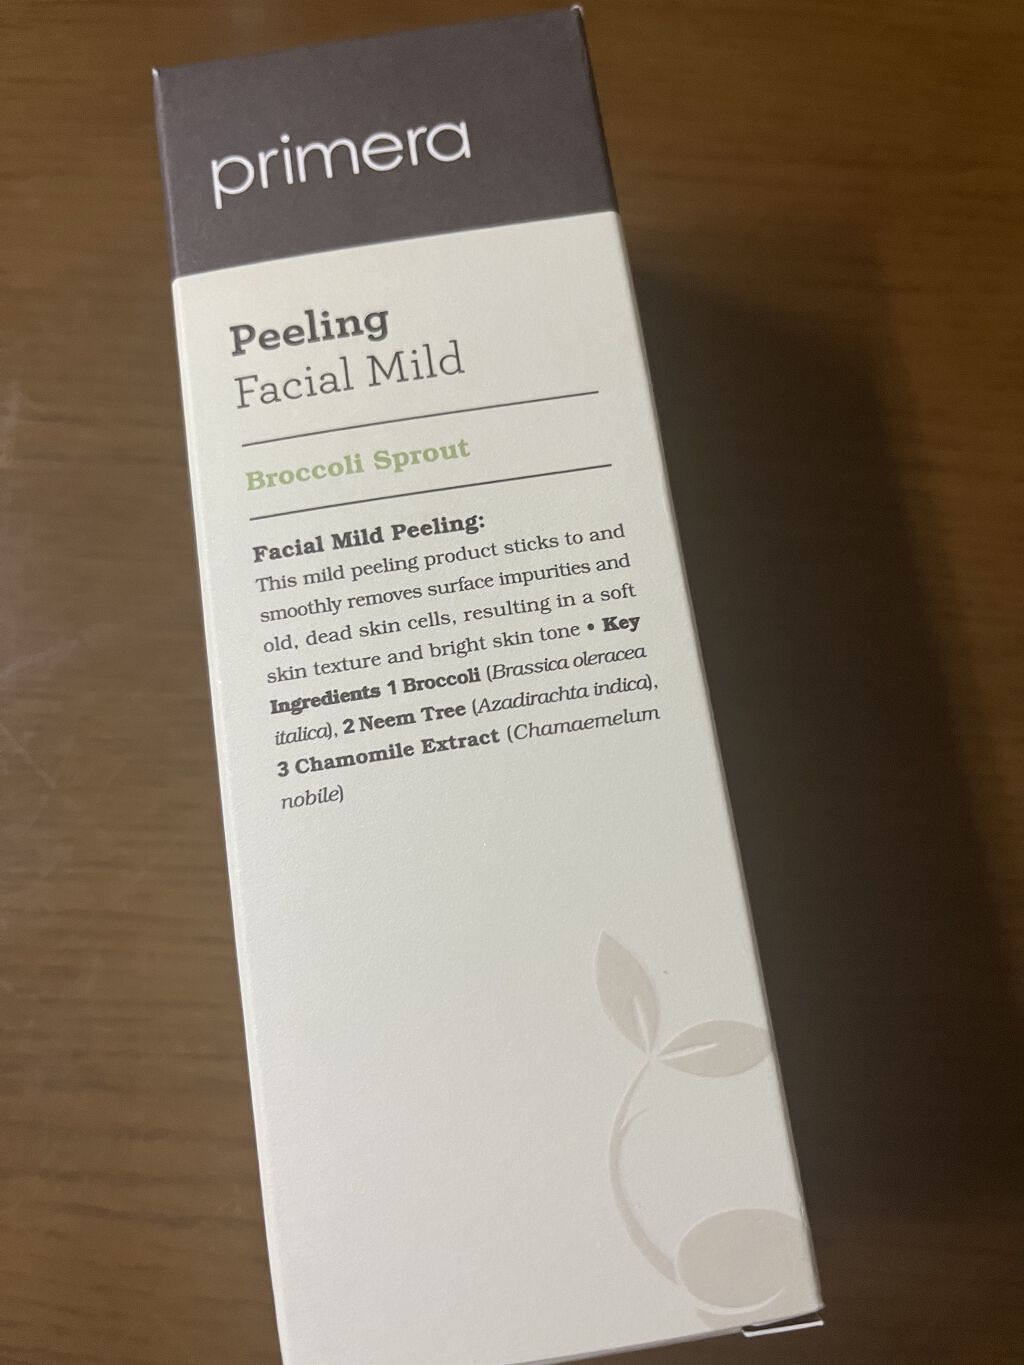 primera
Peeling
Facial Mild
Broccoli Sprout
Facial Mild Peeling:
This mild peeling product sticks to and
smoothly removes surface impurities and
old, dead skin cells, resulting in a soft
skin texture and bright skin tone • Key
Ingredients 1 Broccoli (Brassica oleracea
italica), 2 Neem Tree (Azadirachta indica),
3 Chamomile Extract (Chamaemelum
nobile)